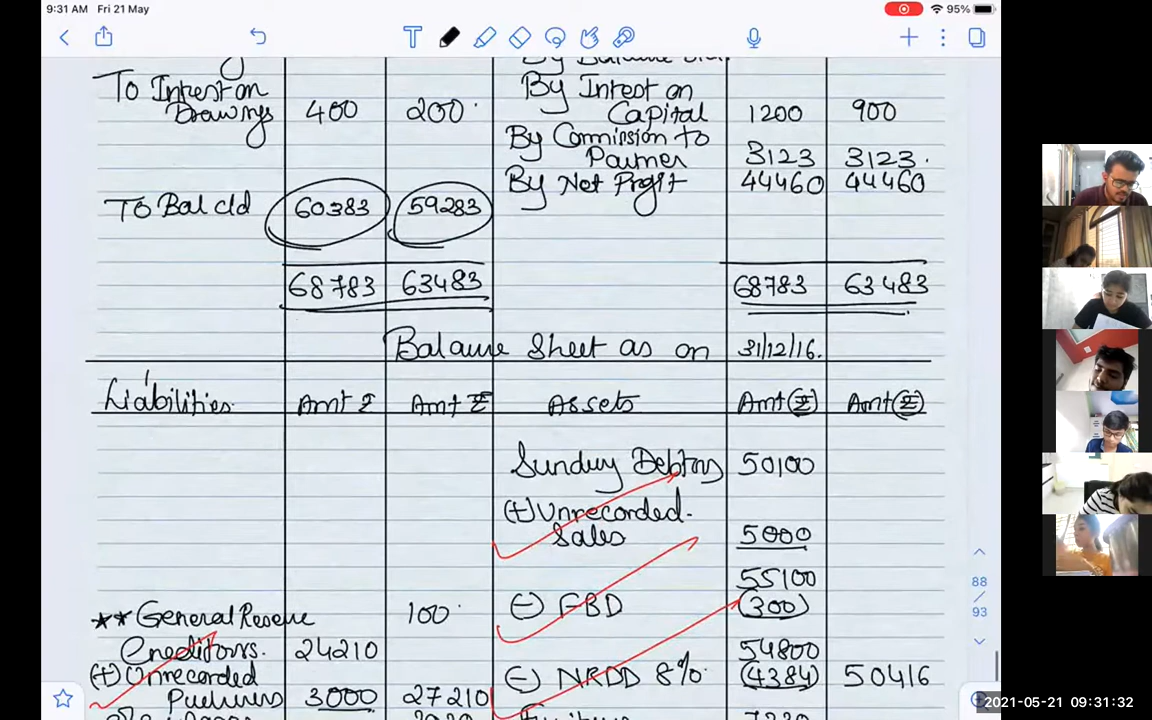 9:31 AM Fri 21 May 95%
To Interest on By Interest on
Drawings 400 200 Capital 1200 900
By Commission to
Partner 3123 3123
By Net Profit 44460 44460
To Bal c/d 60383 59283
68783 63483 68783 63483
Balance Sheet as on 31/12/16.
Liabilities. Amt ₹ Amt ₹ Assets Amt(₹) Amt(₹)
Sundry Debtors 50100
(+) Unrecorded.
Sales 5000
55100
**General Reserve 100 (-) FBD (300)
Creditors. 24210 54800
(+) Unrecorded (-) NRDD 8% (4384) 50416
Purchases 3000 27210
88
/
93
2021-05-21 09:31:32